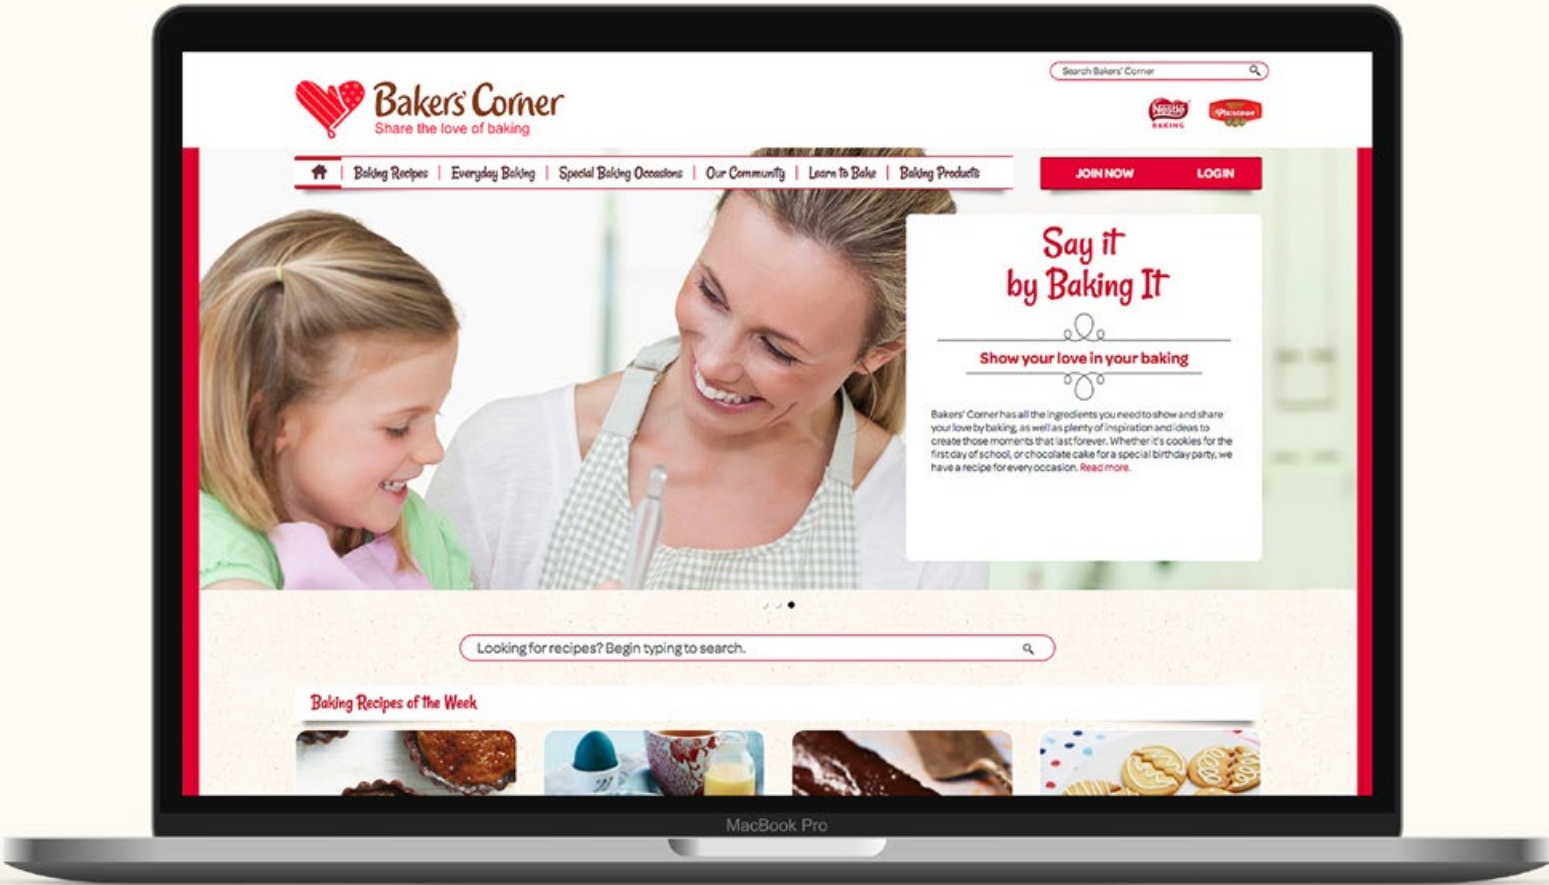 Search Bakers' Corner
Bakers' Corner
Share the love of baking
Nestlé
BAKING
Plaistowe
Baking Recipes | Everyday Baking | Special Baking Occasions | Our Community | Learn to Bake | Baking Products
JOIN NOW
LOGIN
Say it
by Baking It
Show your love in your baking
Bakers' Corner has all the ingredients you need to show and share
your love by baking, as well as plenty of inspiration and ideas to
create those moments that last forever. Whether it's cookies for the
first day of school, or chocolate cake for a special birthday party, we
have a recipe for every occasion. Read more.
Looking for recipes? Begin typing to search.
Baking Recipes of the Week
MacBook Pro